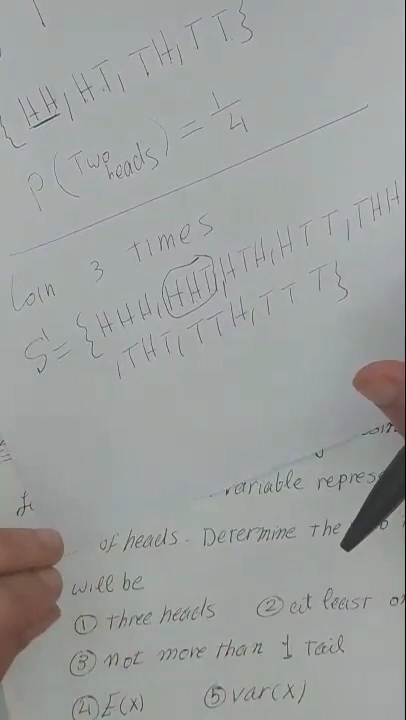 {HH, HT, TH, TT}
P(Two heads) = 1/4
Coin 3 times
S = {HHH, HHT, HTH, HTT, THH
, THT, TTH, TTT}
variable repres
of heads. Determine the
will be
① three heads ② at least
③ not more than 1 Tail
④ E(x) ⑤ var(x)